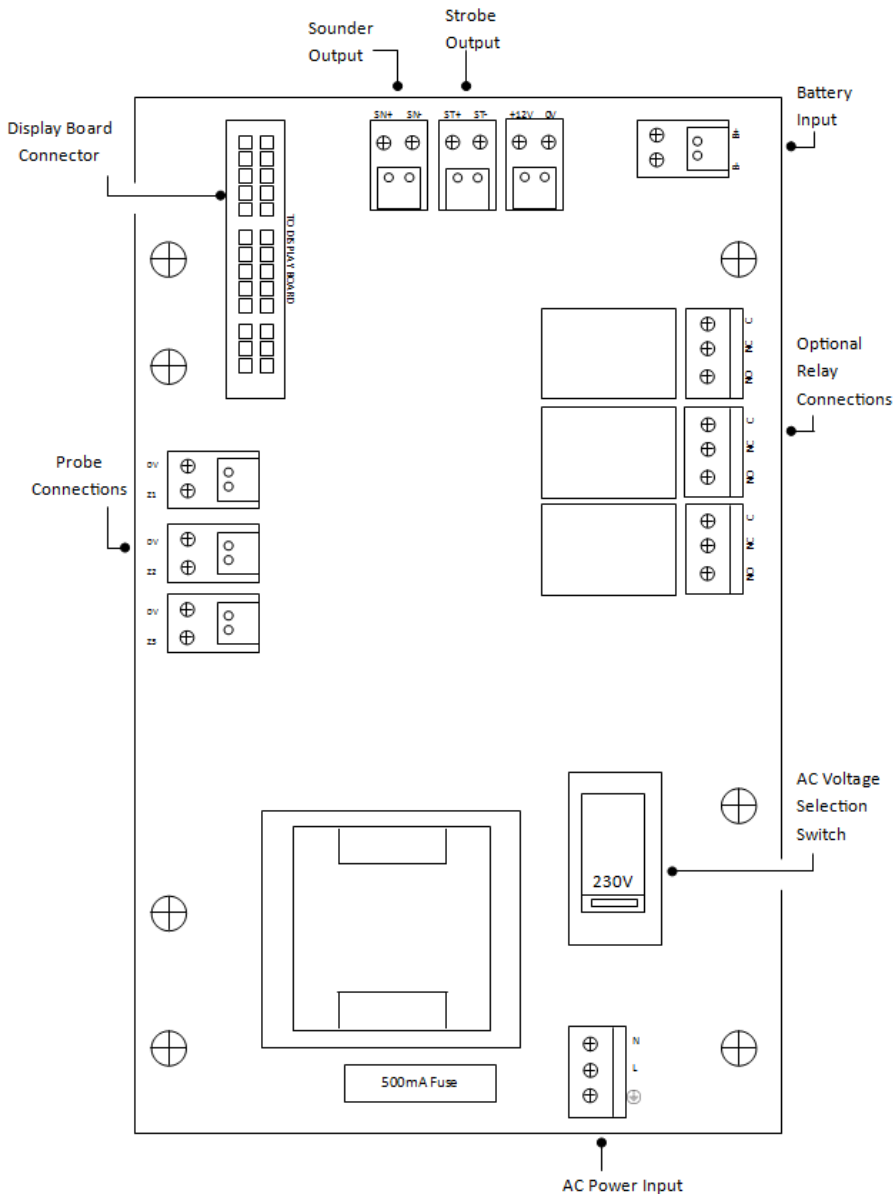 Sounder
Output
Strobe
Output
Battery
Input
Display Board
Connector
SN+ SN- ST+ ST- +12V 0V
B+
B-
TO DISPLAY BOARD
C
NC
NO
Optional
Relay
Connections
C
NC
NO
C
NC
NO
Probe
Connections
0V
Z1
0V
Z2
0V
Z3
AC Voltage
Selection
Switch
230V
N
L
500mA Fuse
AC Power Input